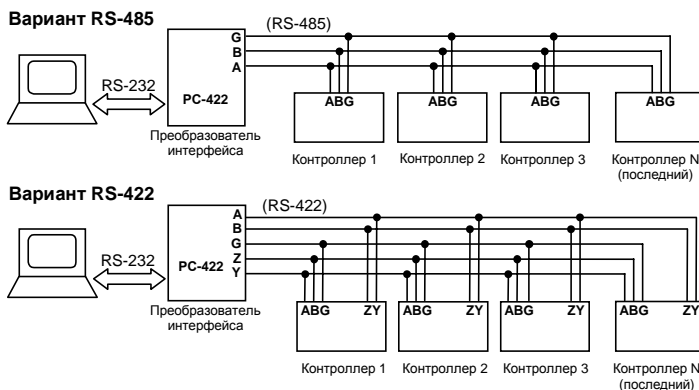 Вариант RS-485
(RS-485)
G
B
A
RS-232
PC-422
ABG
ABG
ABG
ABG
Преобразователь
интерфейса
Контроллер 1
Контроллер 2
Контроллер 3
Контроллер N
(последний)
Вариант RS-422
(RS-422)
A
B
G
Z
Y
RS-232
PC-422
ABG ZY
ABG ZY
ABG ZY
ABG ZY
Преобразователь
интерфейса
Контроллер 1
Контроллер 2
Контроллер 3
Контроллер N
(последний)